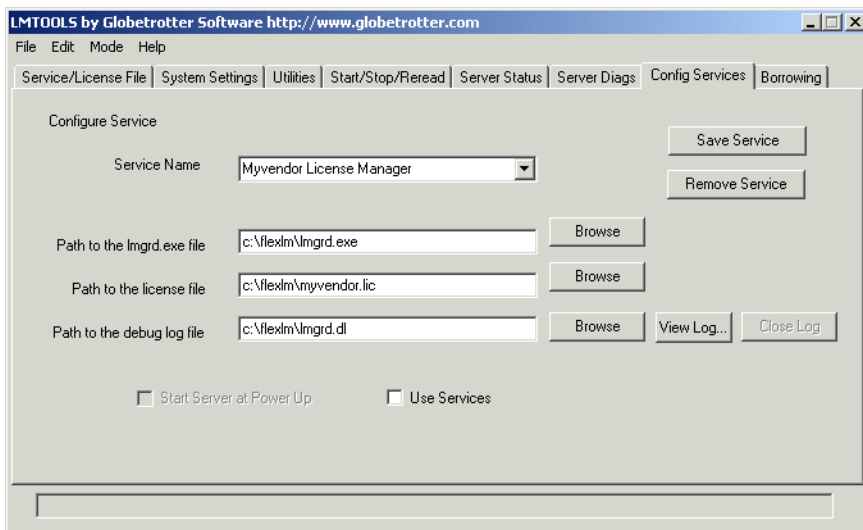 LMTOOLS by Globetrotter Software http://www.globetrotter.com
File Edit Mode Help
Service/License File System Settings Utilities Start/Stop/Reread Server Status Server Diags Config Services Borrowing
Configure Service
Save Service
Service Name Myvendor License Manager
Remove Service
Path to the lmgrd.exe file c:\flexlm\lmgrd.exe Browse
Path to the license file c:\flexlm\myvendor.lic Browse
Path to the debug log file c:\flexlm\lmgrd.dl Browse View Log... Close Log
Start Server at Power Up Use Services